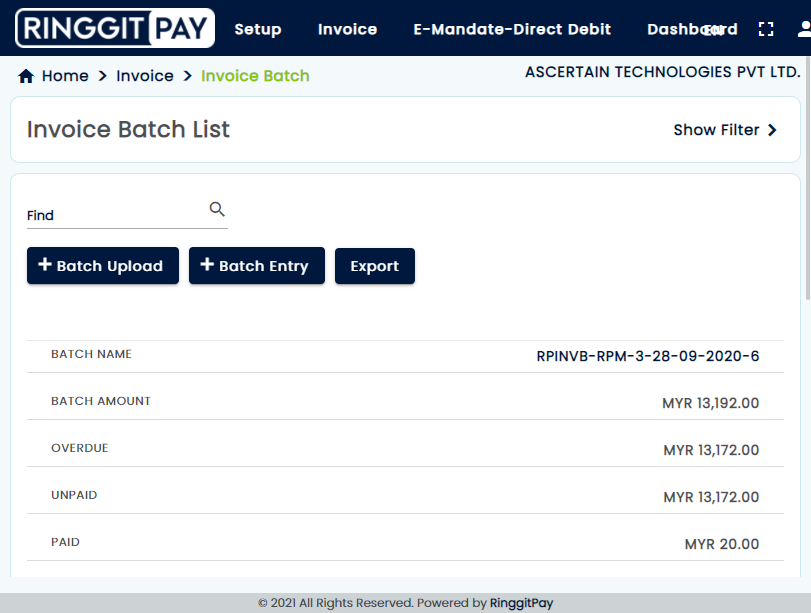 RINGGIT PAY Setup Invoice E-Mandate-Direct Debit Dashboard EN
Home > Invoice > Invoice Batch
ASCERTAIN TECHNOLOGIES PVT LTD.
Invoice Batch List
Show Filter >
Find
+ Batch Upload + Batch Entry Export
BATCH NAME RPINVB-RPM-3-28-09-2020-6
BATCH AMOUNT MYR 13,192.00
OVERDUE MYR 13,172.00
UNPAID MYR 13,172.00
PAID MYR 20.00
© 2021 All Rights Reserved. Powered by RinggitPay